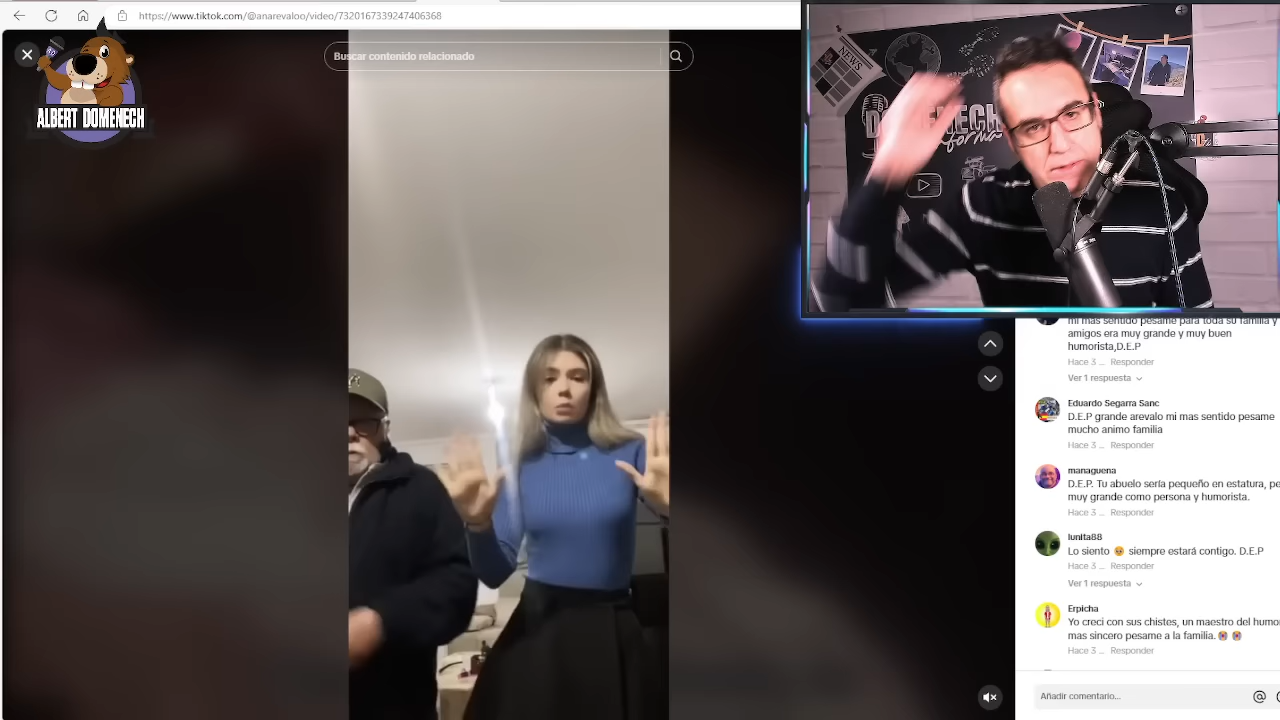 https://www.tiktok.com/@anarevaloo/video/7320167339247406368
ALBERT DOMENECH
Buscar contenido relacionado
NEWS
DOMENECH
forma
mi mas sentido pesame para toda su familia y
amigos era muy grande y muy buen
humorista,D.E.P
Hace 3 ... Responder
Ver 1 respuesta
Eduardo Segarra Sanc
D.E.P grande arevalo mi mas sentido pesame
mucho animo familia
Hace 3 ... Responder
managuena
D.E.P. Tu abuelo sería pequeño en estatura, pe
muy grande como persona y humorista.
Hace 3 ... Responder
lunita88
Lo siento 😢 siempre estará contigo. D.E.P
Hace 3 ... Responder
Ver 1 respuesta
Erpicha
Yo creci con sus chistes, un maestro del humo
mas sincero pesame a la familia. 😭 😭
Hace 3 ... Responder
Añadir comentario...